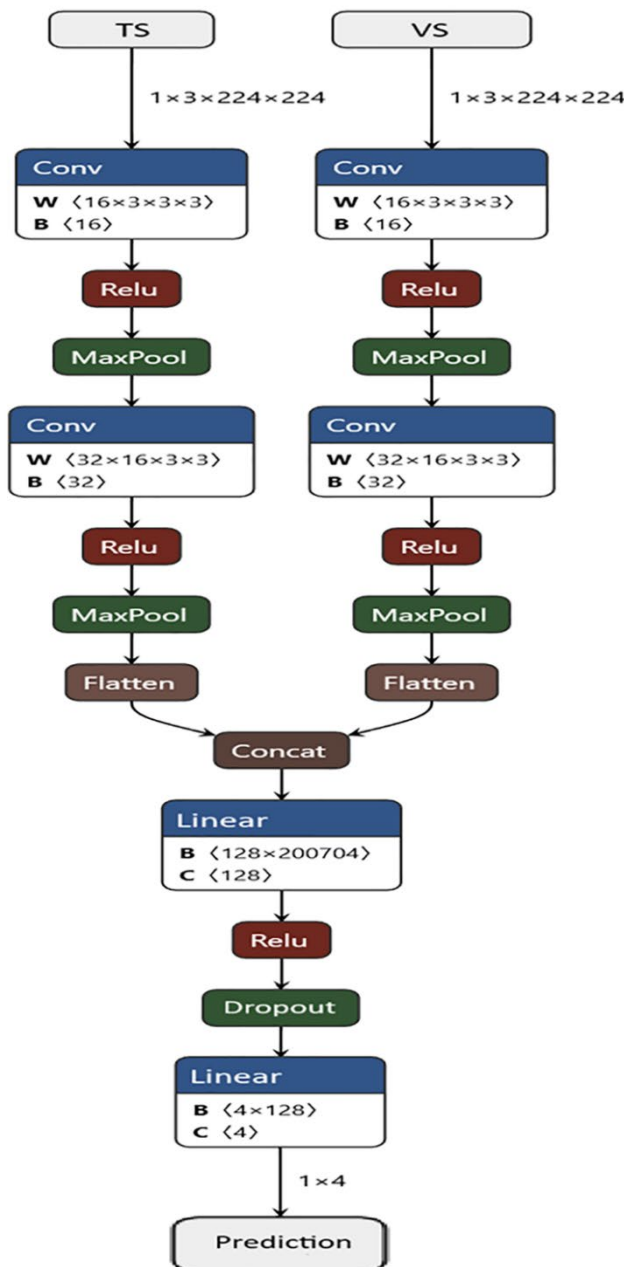 TS
1×3×224×224
Conv
W ⟨16×3×3×3⟩
B ⟨16⟩
Relu
MaxPool
Conv
W ⟨32×16×3×3⟩
B ⟨32⟩
Relu
MaxPool
Flatten
VS
1×3×224×224
Conv
W ⟨16×3×3×3⟩
B ⟨16⟩
Relu
MaxPool
Conv
W ⟨32×16×3×3⟩
B ⟨32⟩
Relu
MaxPool
Flatten
Concat
Linear
B ⟨128×200704⟩
C ⟨128⟩
Relu
Dropout
Linear
B ⟨4×128⟩
C ⟨4⟩
1×4
Prediction